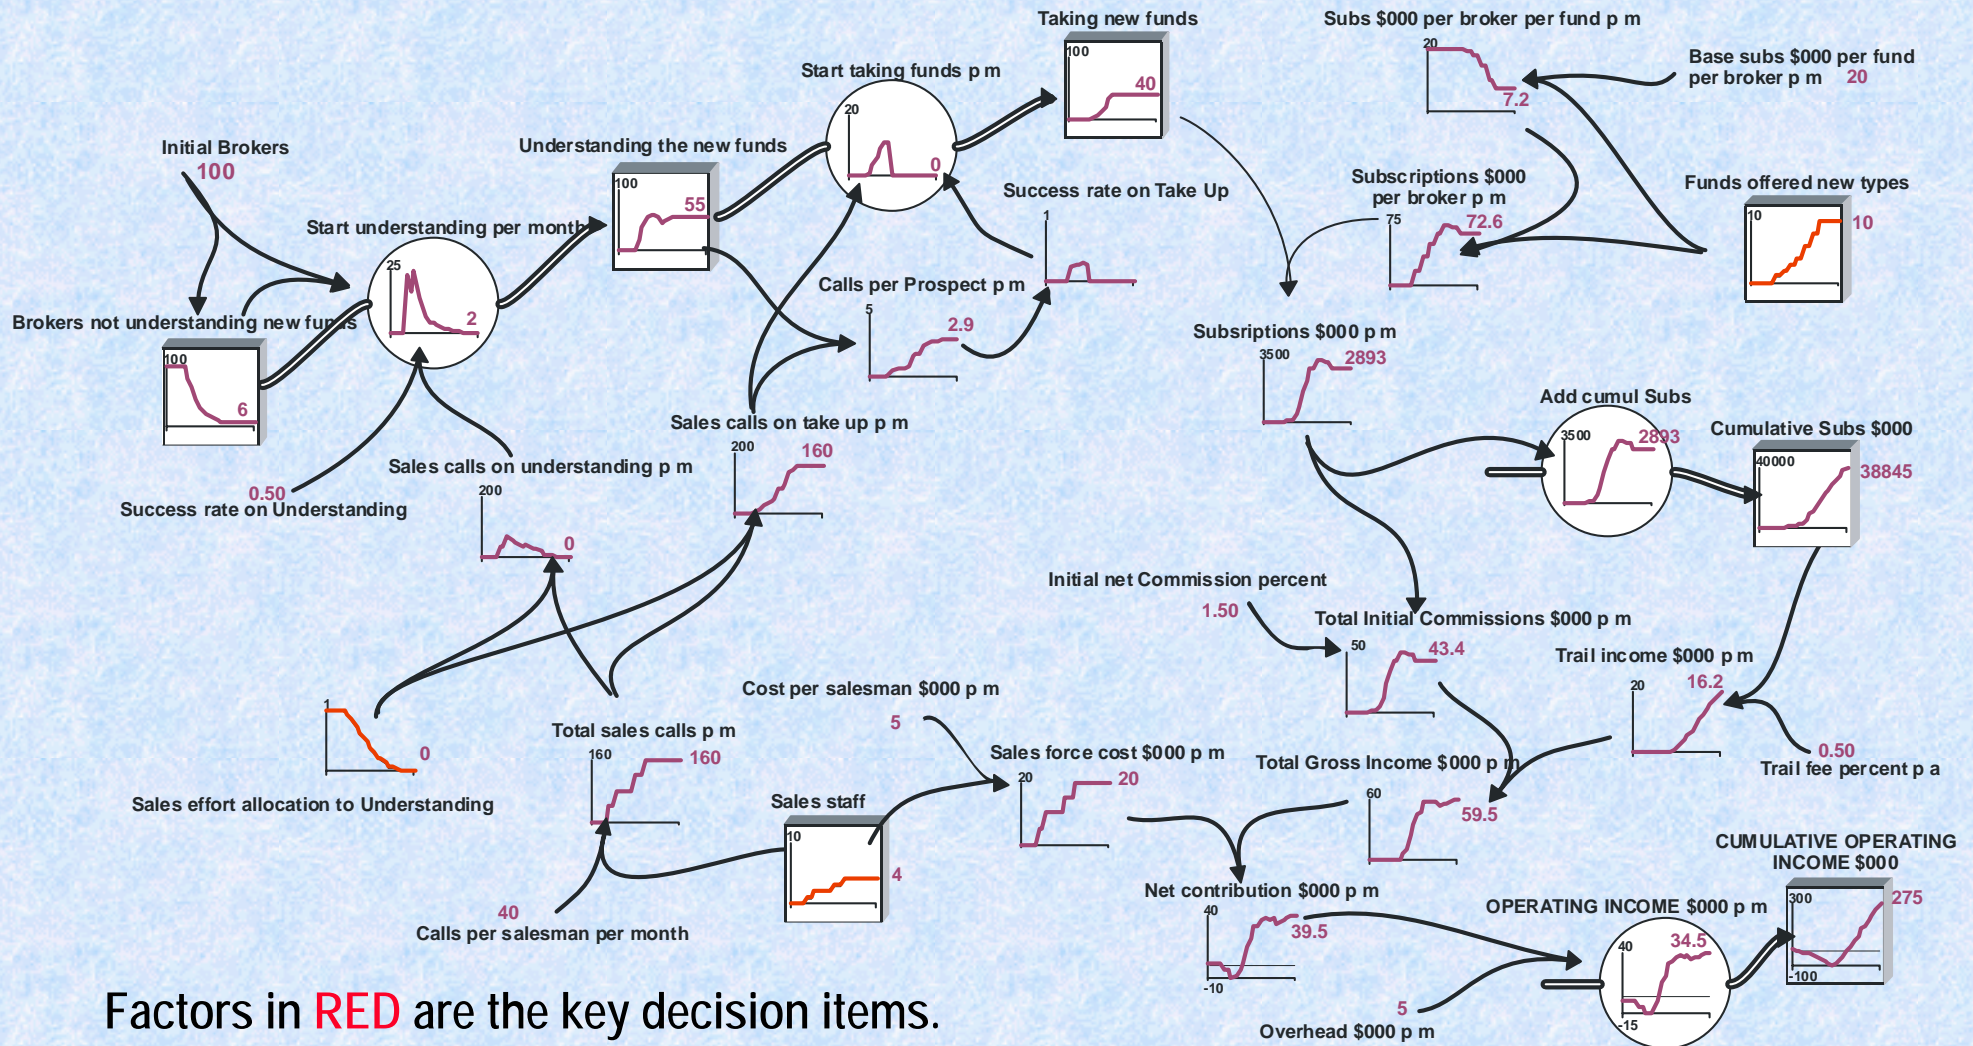 Taking new funds
100
40
Subs $000 per broker per fund p m
20
7.2
Base subs $000 per fund
per broker p m 20
Start taking funds p m
20
0
Initial Brokers
100
Understanding the new funds
100
55
Success rate on Take Up
1
Subscriptions $000
per broker p m
75
72.6
Funds offered new types
10
10
Start understanding per month
25
2
Calls per Prospect p m
5
2.9
Brokers not understanding new funds
100
6
Subsriptions $000 p m
3500
2893
Add cumul Subs
3500
2893
Cumulative Subs $000
40000
38845
Sales calls on take up p m
200
160
Sales calls on understanding p m
200
0
0.50
Success rate on Understanding
Initial net Commission percent
1.50
Total Initial Commissions $000 p m
50
43.4
Trail income $000 p m
20
16.2
0.50
Trail fee percent p a
1
0
Sales effort allocation to Understanding
Total sales calls p m
160
160
Cost per salesman $000 p m
5
Sales force cost $000 p m
20
20
Total Gross Income $000 p m
60
59.5
Sales staff
10
4
40
Calls per salesman per month
Net contribution $000 p m
40
39.5
-10
OPERATING INCOME $000 p m
40
34.5
-15
CUMULATIVE OPERATING
INCOME $000
300
275
-100
5
Overhead $000 p m
Factors in RED are the key decision items.